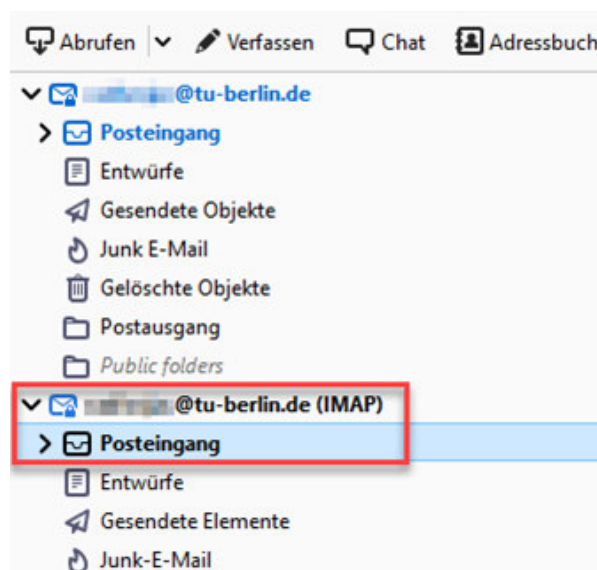 Abrufen Verfassen Chat Adressbuch
@tu-berlin.de
Posteingang
Entwürfe
Gesendete Objekte
Junk E-Mail
Gelöschte Objekte
Postausgang
Public folders
@tu-berlin.de (IMAP)
Posteingang
Entwürfe
Gesendete Elemente
Junk-E-Mail